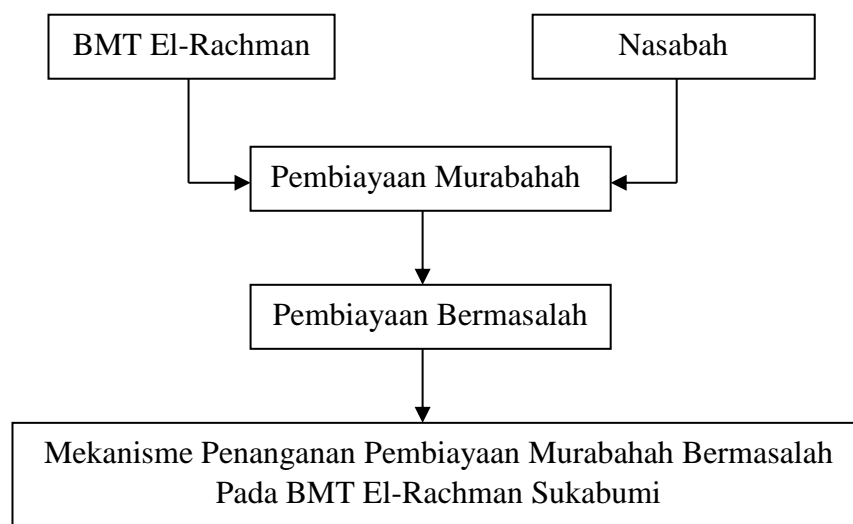 BMT El-Rachman
Nasabah
Pembiayaan Murabahah
Pembiayaan Bermasalah
Mekanisme Penanganan Pembiayaan Murabahah Bermasalah
Pada BMT El-Rachman Sukabumi